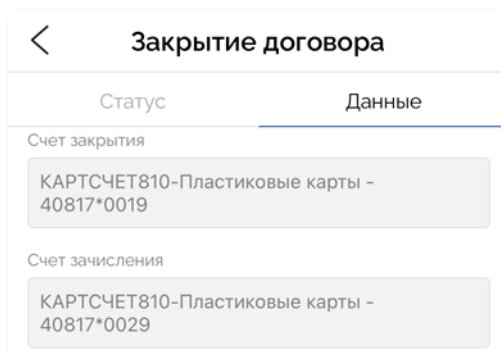 Закрытие договора
Статус
Данные
Счет закрытия
КАРТСЧЕТ810-Пластиковые карты -
40817*0019
Счет зачисления
КАРТСЧЕТ810-Пластиковые карты -
40817*0029